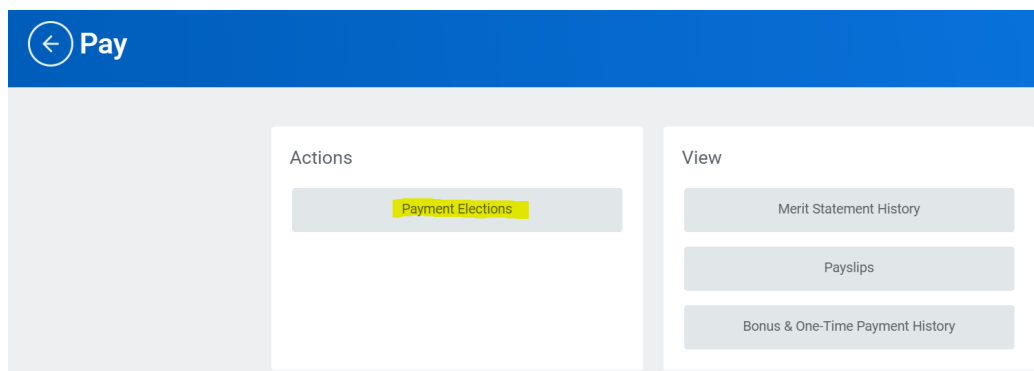 Pay
Actions
Payment Elections
View
Merit Statement History
Payslips
Bonus & One-Time Payment History